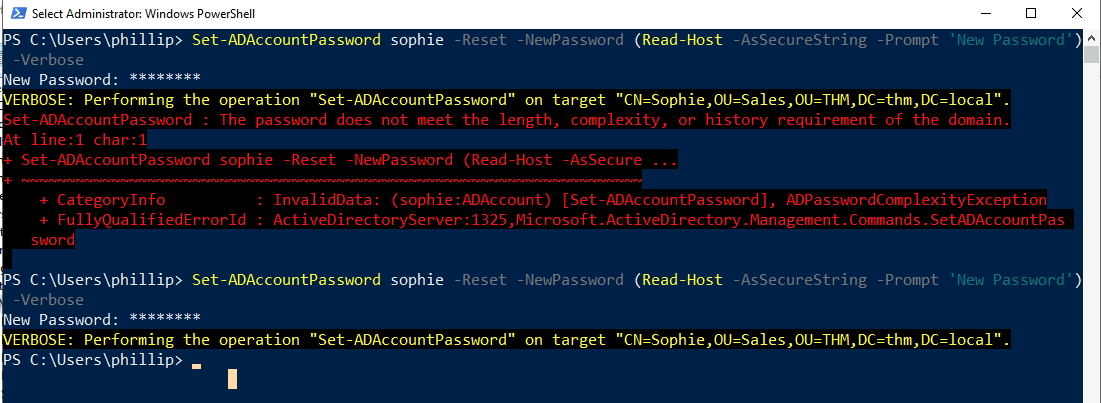 Select Administrator: Windows PowerShell
PS C:\Users\phillip> Set-ADAccountPassword sophie -Reset -NewPassword (Read-Host -AsSecureString -Prompt 'New Password')
-Verbose
New Password: ********
VERBOSE: Performing the operation "Set-ADAccountPassword" on target "CN=Sophie,OU=Sales,OU=THM,DC=thm,DC=local".
Set-ADAccountPassword : The password does not meet the length, complexity, or history requirement of the domain.
At line:1 char:1
+ Set-ADAccountPassword sophie -Reset -NewPassword (Read-Host -AsSecure ...
+ ~~~~~~~~~~~~~~~~~~~~~~~~~~~~~~~~~~~~~~~~~~~~~~~~~~~~~~~~~~~~~~~~~~~~~
+ CategoryInfo          : InvalidData: (sophie:ADAccount) [Set-ADAccountPassword], ADPasswordComplexityException
+ FullyQualifiedErrorId : ActiveDirectoryServer:1325,Microsoft.ActiveDirectory.Management.Commands.SetADAccountPas
sword
PS C:\Users\phillip> Set-ADAccountPassword sophie -Reset -NewPassword (Read-Host -AsSecureString -Prompt 'New Password')
-Verbose
New Password: ********
VERBOSE: Performing the operation "Set-ADAccountPassword" on target "CN=Sophie,OU=Sales,OU=THM,DC=thm,DC=local".
PS C:\Users\phillip>